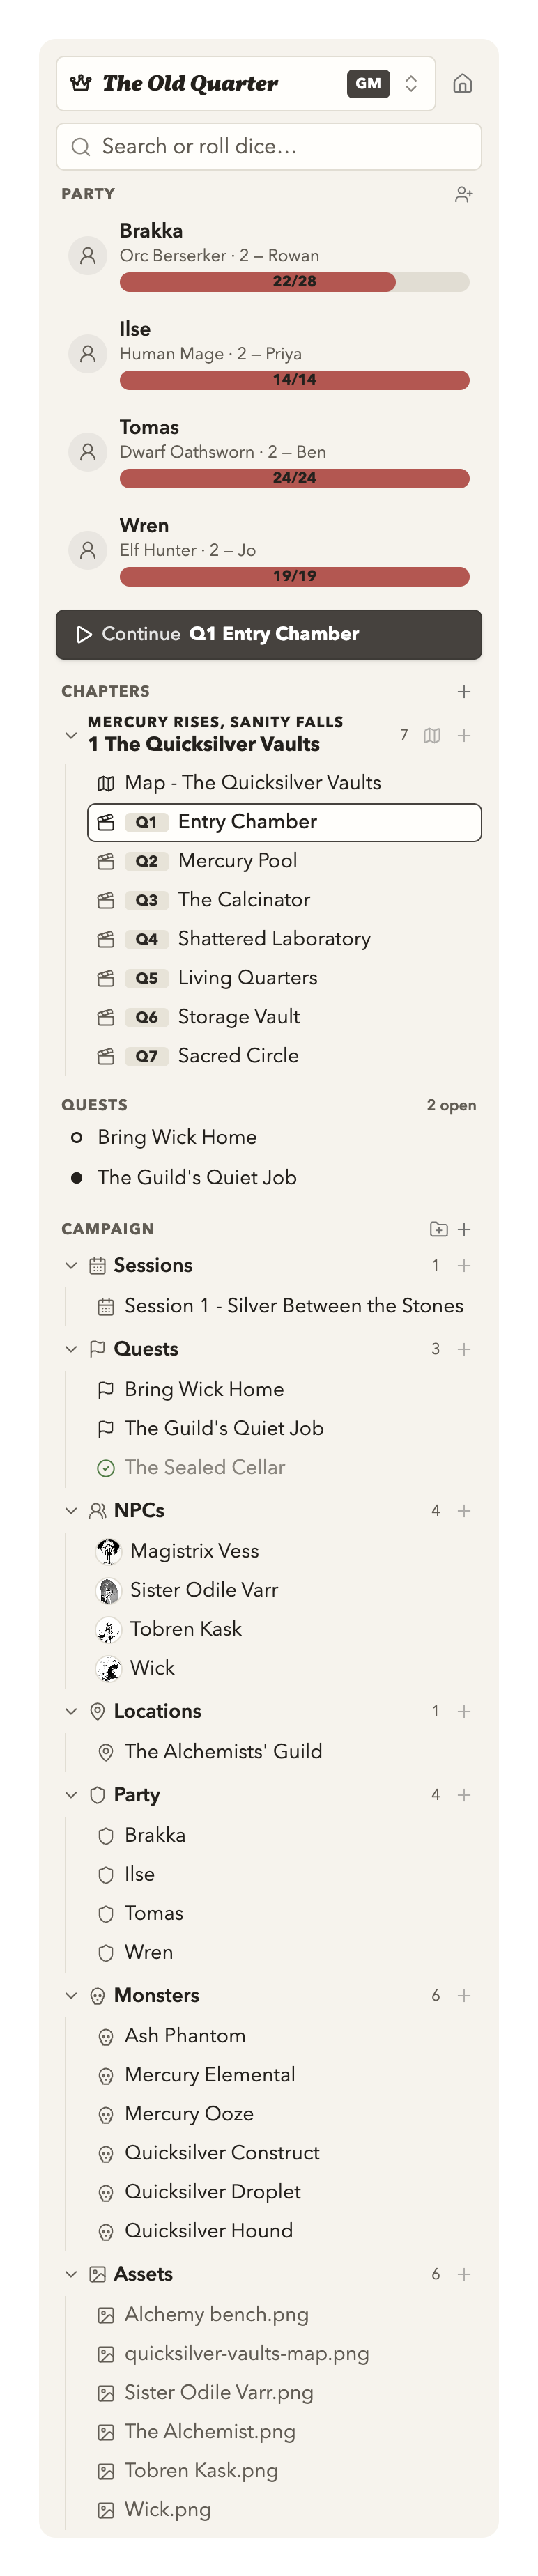 The Old Quarter GM
Search or roll dice...
PARTY
Brakka
Orc Berserker · 2 – Rowan
22/28
Ilse
Human Mage · 2 – Priya
14/14
Tomas
Dwarf Oathsworn · 2 – Ben
24/24
Wren
Elf Hunter · 2 – Jo
19/19
Continue Q1 Entry Chamber
CHAPTERS
MERCURY RISES, SANITY FALLS
1 The Quicksilver Vaults 7
Map - The Quicksilver Vaults
Q1 Entry Chamber
Q2 Mercury Pool
Q3 The Calcinator
Q4 Shattered Laboratory
Q5 Living Quarters
Q6 Storage Vault
Q7 Sacred Circle
QUESTS 2 open
Bring Wick Home
The Guild's Quiet Job
CAMPAIGN
Sessions 1
Session 1 - Silver Between the Stones
Quests 3
Bring Wick Home
The Guild's Quiet Job
The Sealed Cellar
NPCs 4
Magistrix Vess
Sister Odile Varr
Tobren Kask
Wick
Locations 1
The Alchemists' Guild
Party 4
Brakka
Ilse
Tomas
Wren
Monsters 6
Ash Phantom
Mercury Elemental
Mercury Ooze
Quicksilver Construct
Quicksilver Droplet
Quicksilver Hound
Assets 6
Alchemy bench.png
quicksilver-vaults-map.png
Sister Odile Varr.png
The Alchemist.png
Tobren Kask.png
Wick.png